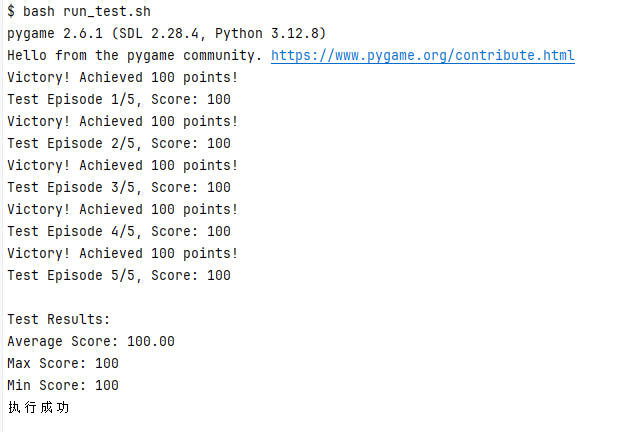 $ bash run_test.sh
pygame 2.6.1 (SDL 2.28.4, Python 3.12.8)
Hello from the pygame community. https://www.pygame.org/contribute.html
Victory! Achieved 100 points!
Test Episode 1/5, Score: 100
Victory! Achieved 100 points!
Test Episode 2/5, Score: 100
Victory! Achieved 100 points!
Test Episode 3/5, Score: 100
Victory! Achieved 100 points!
Test Episode 4/5, Score: 100
Victory! Achieved 100 points!
Test Episode 5/5, Score: 100
Test Results:
Average Score: 100.00
Max Score: 100
Min Score: 100
执行成功